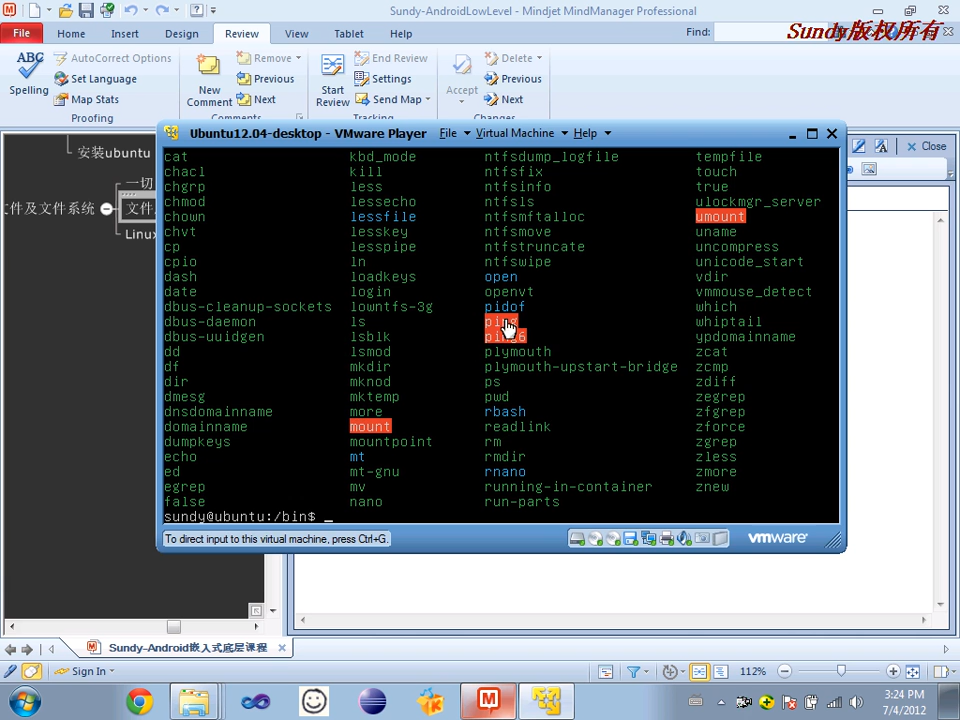 Sundy-AndroidLowLevel - Mindjet MindManager Professional
File Home Insert Design Review View Tablet Help Find:
Sundy版权所有
ABC
AutoCorrect Options
Set Language
Map Stats
Spelling
Proofing
New Comment
Remove
Previous
Next
Start Review
End Review
Settings
Send Map
Accept
Delete
Previous
Next
Ubuntu12.04-desktop - VMware Player File Virtual Machine Help
Close
安装ubuntu
一切
件及文件系统
文件
Linux
cat kbd_mode ntfsdump_logfile tempfile
chacl kill ntfsfix touch
chgrp less ntfsinfo true
chmod lessecho ntfsls ulockmgr_server
chown lessfile ntfsmftalloc umount
chvt lesskey ntfsmove uname
cp lesspipe ntfstruncate uncompress
cpio ln ntfswipe unicode_start
dash loadkeys open vdir
date login openvt vmmouse_detect
dbus-cleanup-sockets lowntfs-3g pidof which
dbus-daemon ls ping whiptail
dbus-uuidgen lsblk ping6 ypdomainname
dd lsmod plymouth zcat
df mkdir plymouth-upstart-bridge zcmp
dir mknod ps zdiff
dmesg mktemp pwd zegrep
dnsdomainname more rbash zfgrep
domainname mount readlink zforce
dumpkeys mountpoint rm zgrep
echo mt rmdir zless
ed mt-gnu rnano zmore
egrep mv running-in-container znew
false nano run-parts
sundy@ubuntu:/bin$ _
To direct input to this virtual machine, press Ctrl+G.
vmware
Sundy-Android嵌入式底层课程
Sign In
112%
3:24 PM
7/4/2012